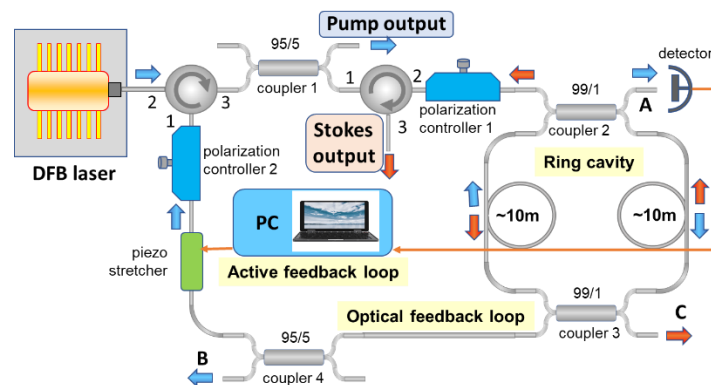 Pump output
95/5
coupler 1
detector
99/1
A
2
3
1
1
2
3
polarization
controller 1
coupler 2
DFB laser
polarization
controller 2
Stokes
output
Ring cavity
~10m
~10m
PC
piezo
stretcher
Active feedback loop
99/1
Optical feedback loop
C
coupler 3
95/5
B
coupler 4